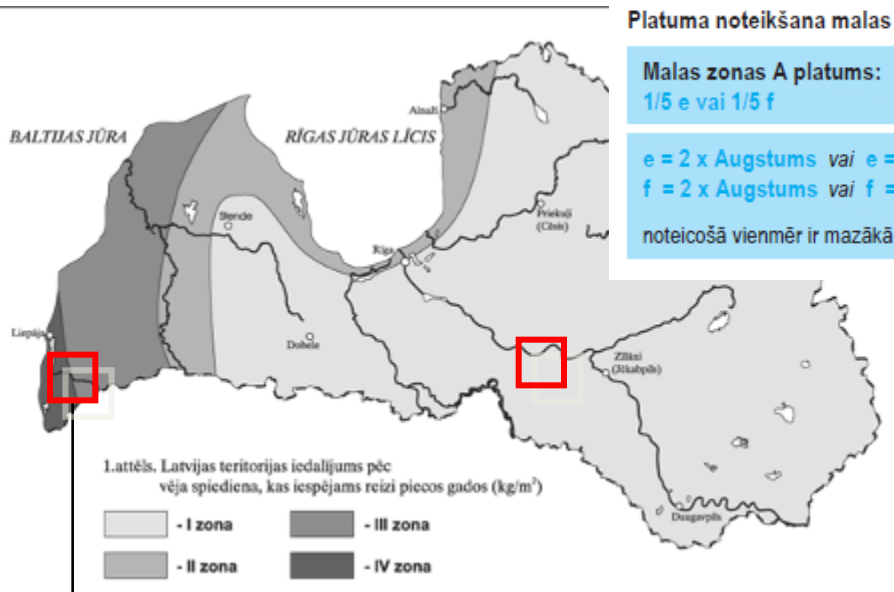 Platuma noteikšana malas
Malas zonas A platums:
1/5 e vai 1/5 f
e = 2 x Augstums vai e =
f = 2 x Augstums vai f =
noteicošā vienmēr ir mazākā
BALTIJAS JŪRA
RĪGAS JŪRAS LĪCIS
Ainaži
Stende
Priekuļi
(Cēsis)
Rīga
Liepāja
Dobele
Zīlāni
(Jēkabpils)
Daugavpils
1.attēls. Latvijas teritorijas iedalījums pēc
vēja spiediena, kas iespējams reizi piecos gados (kg/m²)
- I zona
- III zona
- II zona
- IV zona